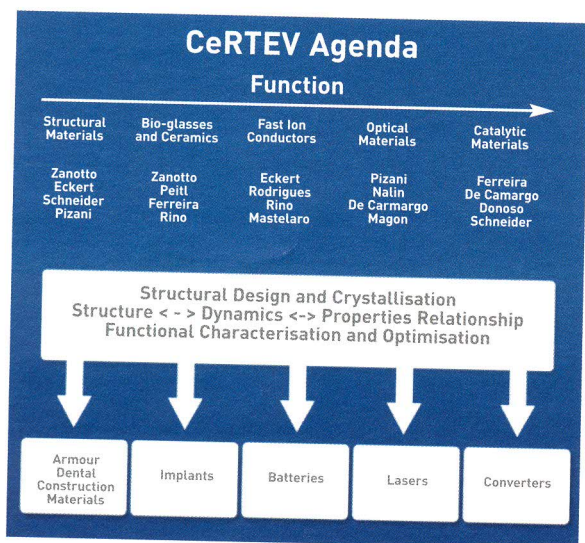 CeRTEV Agenda
Function
Structural
Materials
Bio-glasses
and Ceramics
Fast Ion
Conductors
Optical
Materials
Catalytic
Materials
Zanotto
Eckert
Schneider
Pizani
Zanotto
Peitl
Ferreira
Rino
Eckert
Rodrigues
Rino
Mastelaro
Pizani
Nalin
De Carmargo
Magon
Ferreira
De Camargo
Donoso
Schneider
Structural Design and Crystallisation
Structure < - > Dynamics <-> Properties Relationship
Functional Characterisation and Optimisation
Armour
Dental
Construction
Materials
Implants
Batteries
Lasers
Converters